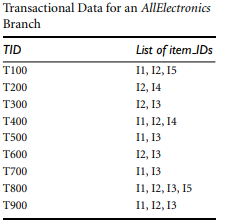 Transactional Data for an AllElectronics
Branch
TID List of item_IDs
T100 I1, I2, I5
T200 I2, I4
T300 I2, I3
T400 I1, I2, I4
T500 I1, I3
T600 I2, I3
T700 I1, I3
T800 I1, I2, I3, I5
T900 I1, I2, I3